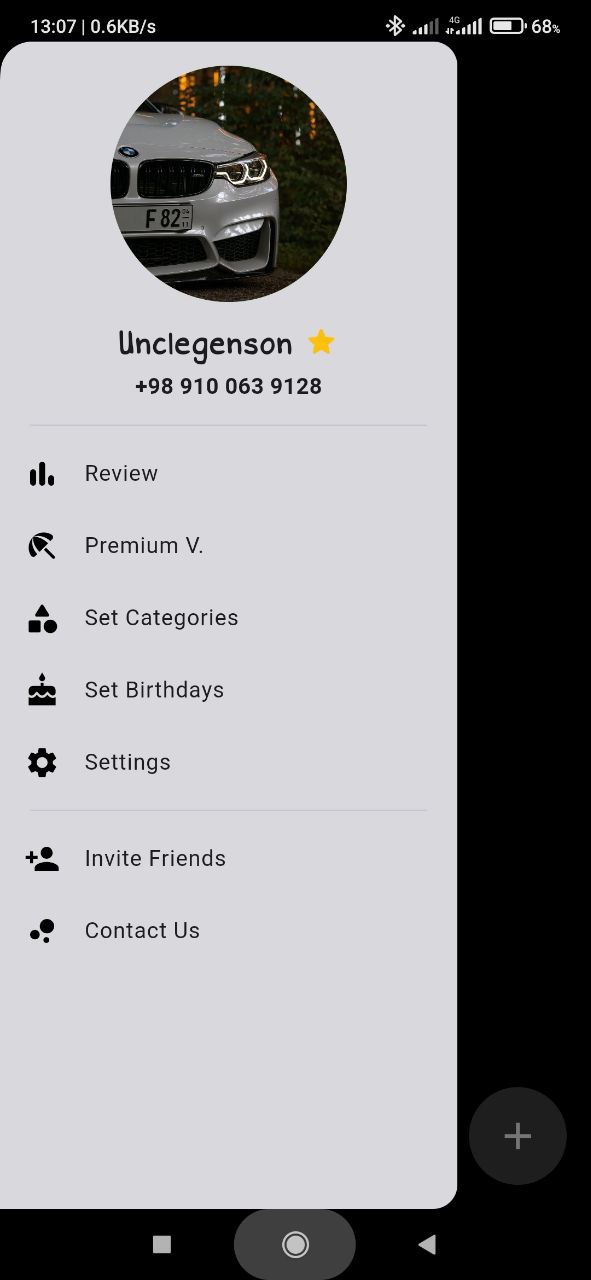 13:07 | 0.6KB/s 4G 68%
F 82
Unclegenson
+98 910 063 9128
Review
Premium V.
Set Categories
Set Birthdays
Settings
Invite Friends
Contact Us